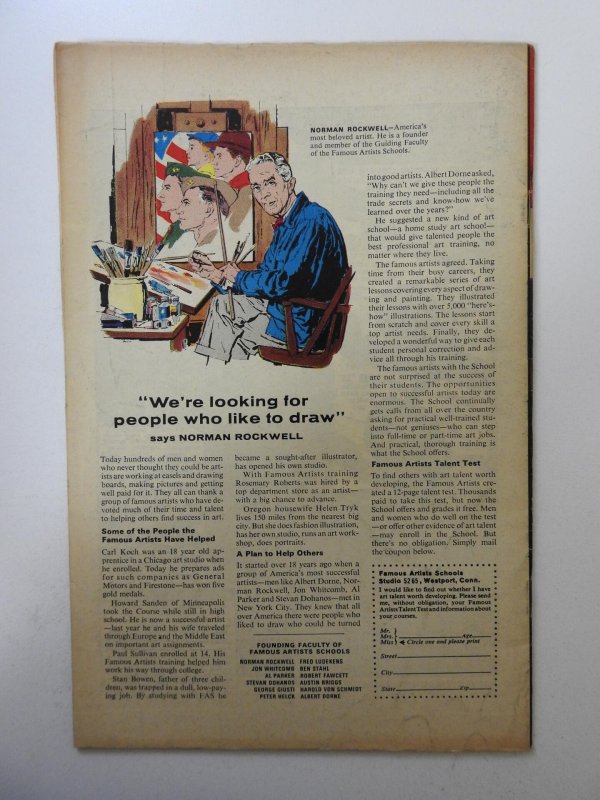 NORMAN ROCKWELL—America's
most beloved artist. He is a founder
and member of the Guiding Faculty
of the Famous Artists Schools.
"We're looking for
people who like to draw"
says NORMAN ROCKWELL
Today hundreds of men and women
who never thought they could be art-
ists are working at easels and drawing
boards, making pictures and getting
well paid for it. They all can thank a
group of famous artists who have de-
voted much of their time and talent
to helping others find success in art.
Some of the People the
Famous Artists Have Helped
Carl Koch was an 18 year old ap-
prentice in a Chicago art studio when
he enrolled. Today he prepares ads
for such companies as General
Motors and Firestone—has won five
gold medals.
Howard Sanden of Minneapolis
took the Course while still in high
school. He is now a successful artist
—last year he and his wife traveled
through Europe and the Middle East
on important art assignments.
Paul Sullivan enrolled at 14. His
Famous Artists training helped him
work his way through college.
Stan Bowen, father of three chil-
dren, was trapped in a dull, low-pay-
ing job. By studying with FAS he
became a sought-after illustrator,
has opened his own studio.
With Famous Artists training
Rosemary Roberts was hired by a
top department store as an artist—
with a big chance to advance.
Oregon housewife Helen Tryk
lives 150 miles from the nearest big
city. But she does fashion illustration,
has her own studio, runs an art work-
shop, does portraits.
A Plan to Help Others
It started over 18 years ago when a
group of America's most successful
artists—men like Albert Dorne, Nor-
man Rockwell, Jon Whitcomb, Al
Parker and Stevan Dohanos—met in
New York City. They knew that all
over America there were people who
liked to draw who could be turned
FOUNDING FACULTY OF
FAMOUS ARTISTS SCHOOLS
NORMAN ROCKWELL FRED LUDEKENS
JON WHITCOMB BEN STAHL
AL PARKER ROBERT FAWCETT
STEVAN DOHANOS AUSTIN BRIGGS
GEORGE GIUSTI HAROLD VON SCHMIDT
PETER HELCK ALBERT DORNE
into good artists. Albert Dorne asked,
"Why can't we give these people the
training they need—including all the
trade secrets and know-how we've
learned over the years?"
He suggested a new kind of art
school—a home study art school—
that would give talented people the
best professional art training, no
matter where they live.
The famous artists agreed. Taking
time from their busy careers, they
created a remarkable series of art
lessons covering every aspect of draw-
ing and painting. They illustrated
their lessons with over 5,000 "here's-
how" illustrations. The lessons start
from scratch and cover every skill a
top artist needs. Finally, they de-
veloped a wonderful way to give each
student personal correction and ad-
vice all through his training.
The famous artists with the School
are not surprised at the success of
their students. The opportunities
open to successful artists today are
enormous. The School continually
gets calls from all over the country
asking for practical well-trained stu-
dents—not geniuses—who can step
into full-time or part-time art jobs.
And practical, thorough training is
what the School offers.
Famous Artists Talent Test
To find others with art talent worth
developing, the Famous Artists cre-
ated a 12-page talent test. Thousands
paid to take this test, but now the
School offers and grades it free. Men
and women who do well on the test
—or offer other evidence of art talent
—may enroll in the School. But
there's no obligation. Simply mail
the coupon below.
Famous Artists Schools
Studio 5265, Westport, Conn.
I would like to find out whether I have
art talent worth developing. Please send
me, without obligation, your Famous
Artists Talent Test and information about
your courses.
Mr.
Mrs. Age
Miss Circle one and please print
Street
City
State Zip